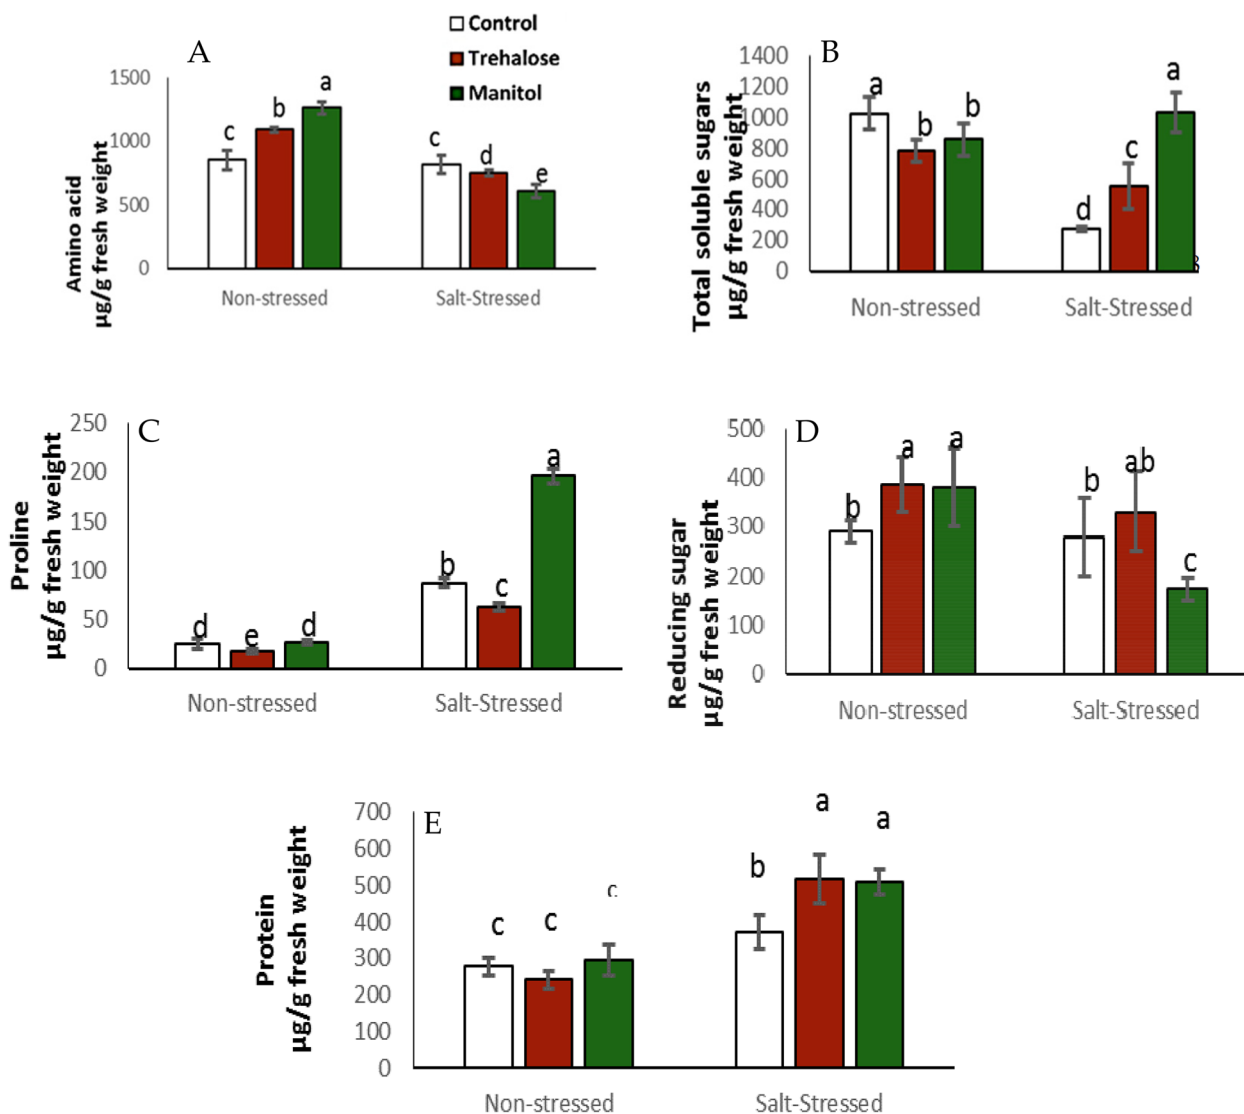 Control
Trehalose
Manitol
A
Amino acid
µg/g fresh weight
1500
1000
500
0
c
b
a
c
d
e
Non-stressed
Salt-Stressed
B
Total soluble sugars
µg/g fresh weight
1400
1200
1000
800
600
400
200
0
a
b
b
d
c
a
Non-stressed
Salt-Stressed
C
Proline
µg/g fresh weight
250
200
150
100
50
0
d
e
d
b
c
a
Non-stressed
Salt-Stressed
D
Reducing sugar
µg/g fresh weight
500
400
300
200
100
0
b
a
a
b
ab
c
Non-stressed
Salt-Stressed
E
Protein
µg/g fresh weight
700
600
500
400
300
200
100
0
c
c
c
b
a
a
Non-stressed
Salt-Stressed